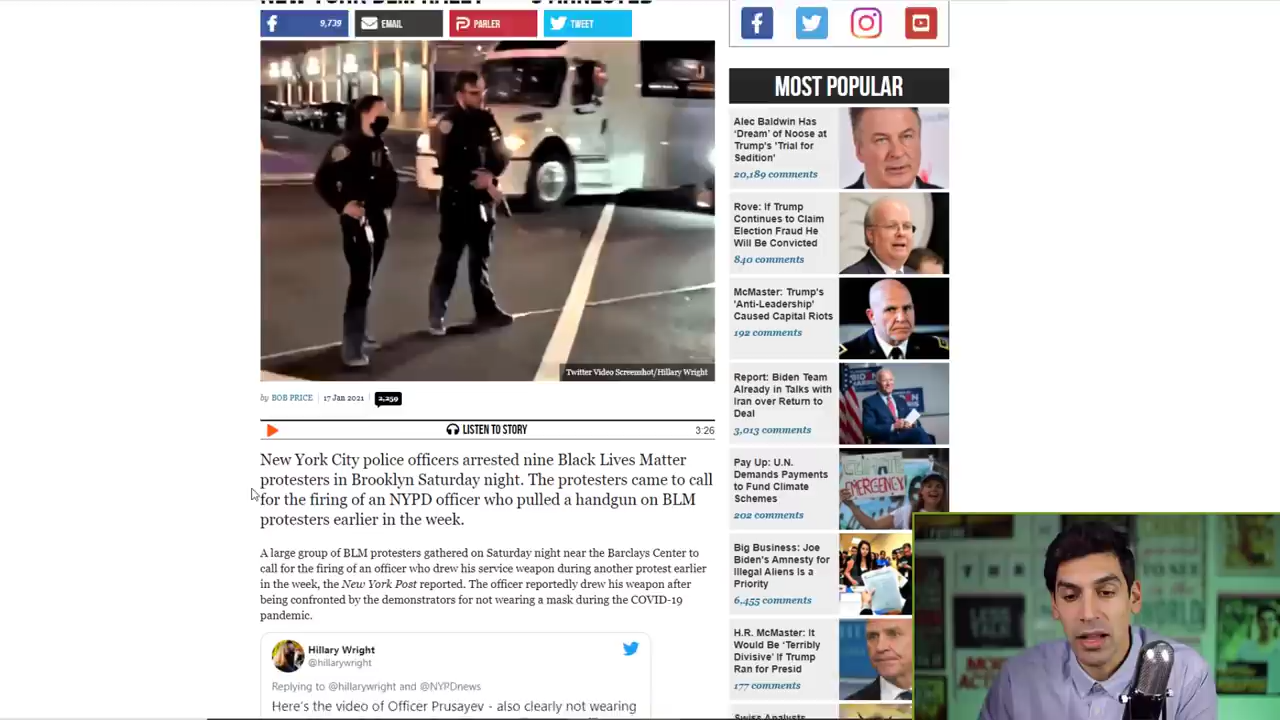 9,739
EMAIL
PARLER
TWEET
Twitter Video Screenshot/Hillary Wright
by BOB PRICE | 17 Jan 2021 | 2,259
LISTEN TO STORY
3:26
New York City police officers arrested nine Black Lives Matter
protesters in Brooklyn Saturday night. The protesters came to call
for the firing of an NYPD officer who pulled a handgun on BLM
protesters earlier in the week.
A large group of BLM protesters gathered on Saturday night near the Barclays Center to
call for the firing of an officer who drew his service weapon during another protest earlier
in the week, the New York Post reported. The officer reportedly drew his weapon after
being confronted by the demonstrators for not wearing a mask during the COVID-19
pandemic.
Hillary Wright
@hillarywright
Replying to @hillarywright and @NYPDnews
Here's the video of Officer Prusayev - also clearly not wearing
MOST POPULAR
Alec Baldwin Has
'Dream' of Noose at
Trump's 'Trial for
Sedition'
20,189 comments
Rove: If Trump
Continues to Claim
Election Fraud He
Will Be Convicted
840 comments
McMaster: Trump's
'Anti-Leadership'
Caused Capital Riots
192 comments
Report: Biden Team
Already in Talks with
Iran over Return to
Deal
3,013 comments
Pay Up: U.N.
Demands Payments
to Fund Climate
Schemes
202 comments
EMERGENCY
Big Business: Joe
Biden's Amnesty for
Illegal Aliens Is a
Priority
6,455 comments
H.R. McMaster: It
Would Be 'Terribly
Divisive' If Trump
Ran for Presid
177 comments